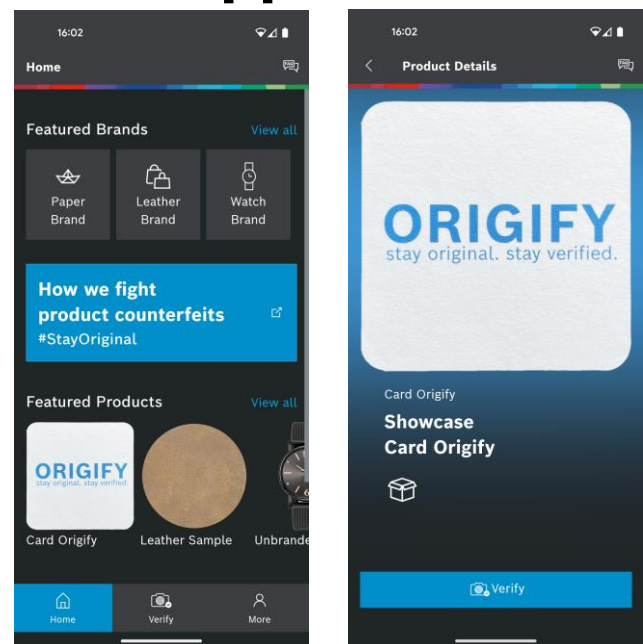 16:02
Home
Featured Brands
View all
Paper
Brand
Leather
Brand
Watch
Brand
How we fight
product counterfeits
#StayOriginal
Featured Products
View all
ORIGIFY
stay original. stay verified.
Card Origify
Leather Sample
Unbrande
Home
Verify
More
16:02
Product Details
ORIGIFY
stay original. stay verified.
Card Origify
Showcase
Card Origify
Verify